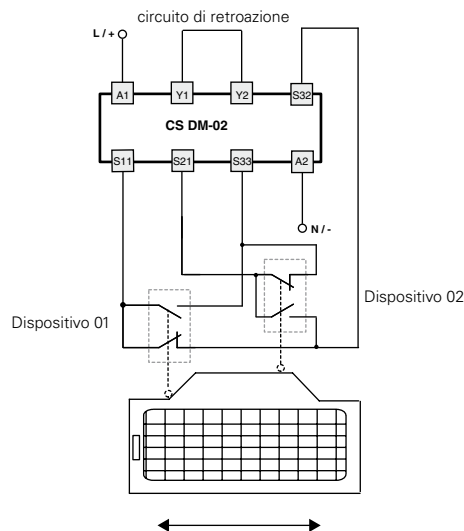 circuito di retroazione
L / +
A1
Y1
Y2
S32
CS DM-02
S11
S21
S33
A2
N / -
Dispositivo 01
Dispositivo 02